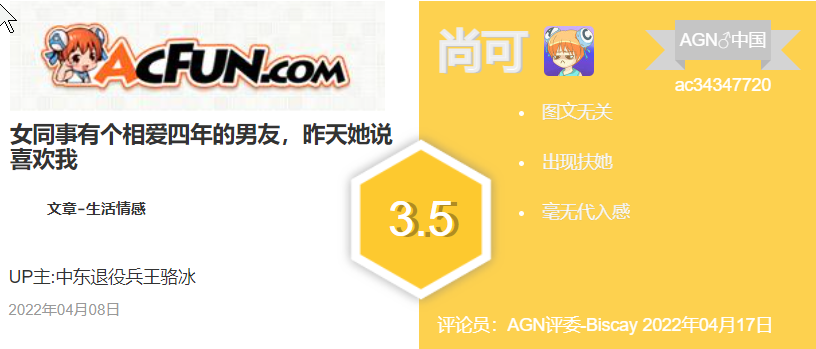 AcFun.com
女同事有个相爱四年的男友，昨天她说
喜欢我
文章-生活情感
UP主:中东退役兵王骆冰
2022年04月08日
3.5
尚可
AGN♂中国
ac34347720
• 图文无关
• 出现扶她
• 毫无代入感
评论员：AGN评委-Biscay 2022年04月17日